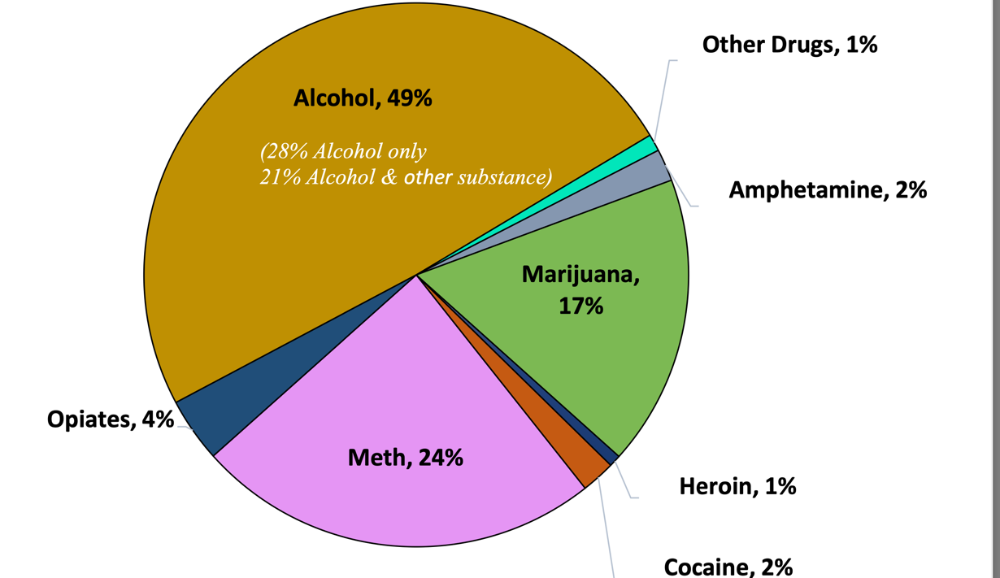 Other Drugs, 1%
Alcohol, 49%
(28% Alcohol only
21% Alcohol & other substance)
Amphetamine, 2%
Marijuana,
17%
Opiates, 4%
Meth, 24%
Heroin, 1%
Cocaine, 2%